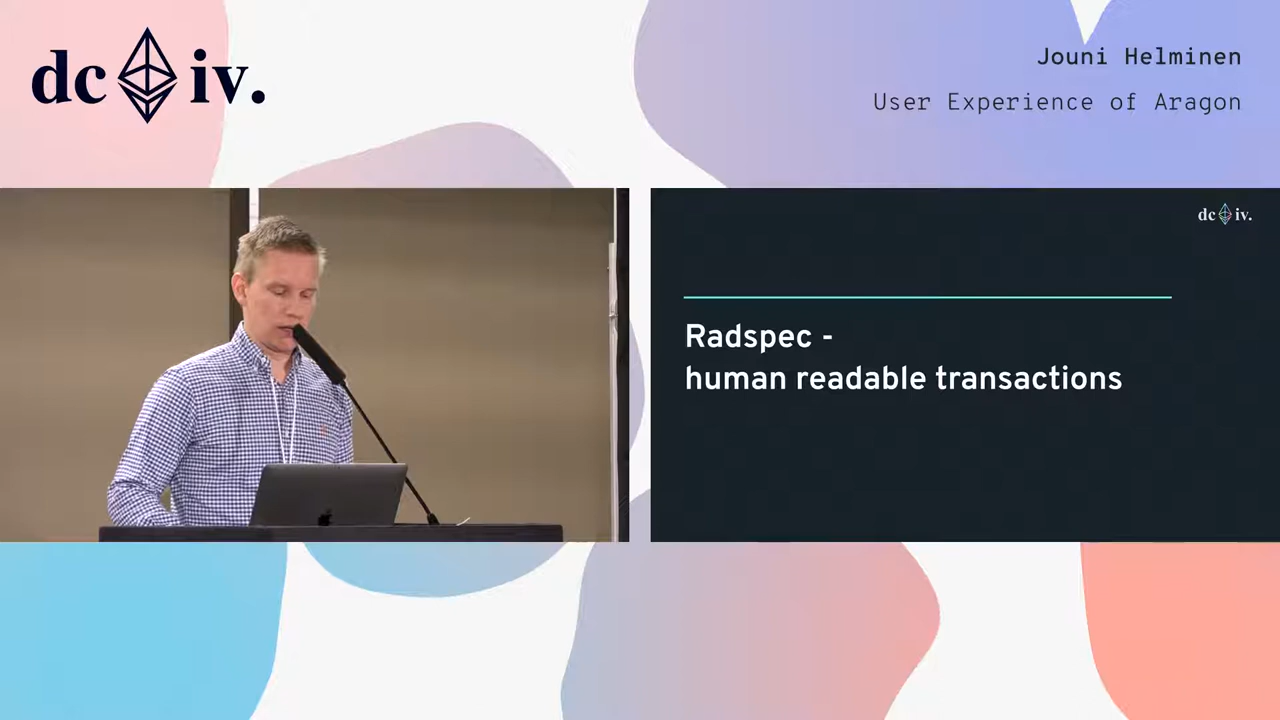 dc iv.
Jouni Helminen
User Experience of Aragon
dc iv.
Radspec -
human readable transactions